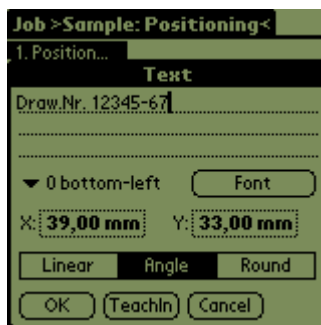 Job >Sample: Positioning<
1. Position...
Text
Draw.Nr. 12345-67
0 bottom-left Font
X: 39,00 mm Y: 33,00 mm
Linear Angle Round
OK TeachIn Cancel